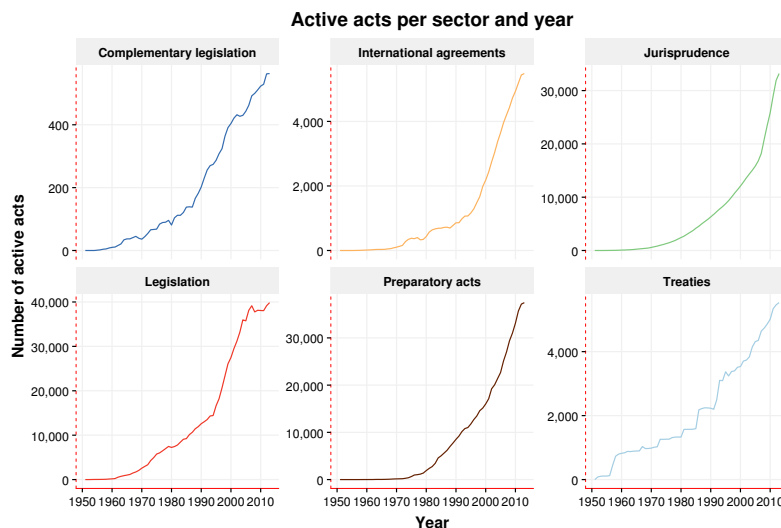 Active acts per sector and year
Complementary legislation
International agreements
Jurisprudence
400
200
0
4,000
2,000
0
30,000
20,000
10,000
0
Legislation
Preparatory acts
Treaties
40,000
30,000
20,000
10,000
0
30,000
20,000
10,000
0
4,000
2,000
0
1950 1960 1970 1980 1990 2000 2010
1950 1960 1970 1980 1990 2000 2010
1950 1960 1970 1980 1990 2000 2010
Number of active acts
Year